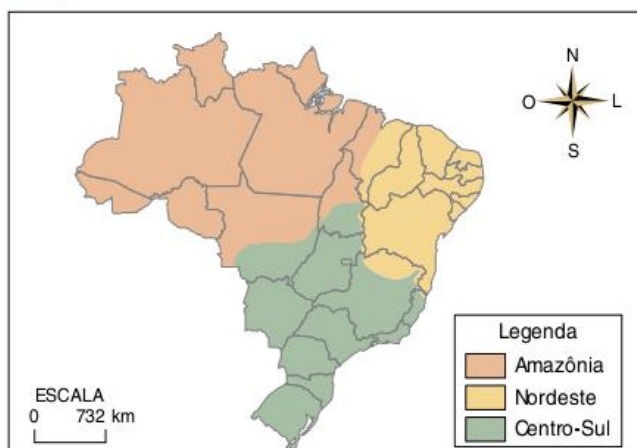 N
O L
S
Legenda
Amazônia
Nordeste
Centro-Sul
ESCALA
0 732 km